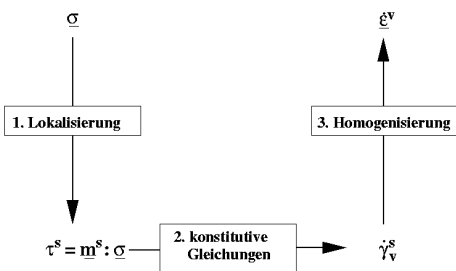 σ
ε̇ᵛ
1. Lokalisierung
3. Homogenisierung
τˢ = mˢ : σ
2. konstitutive
Gleichungen
γ̇ᵥˢ